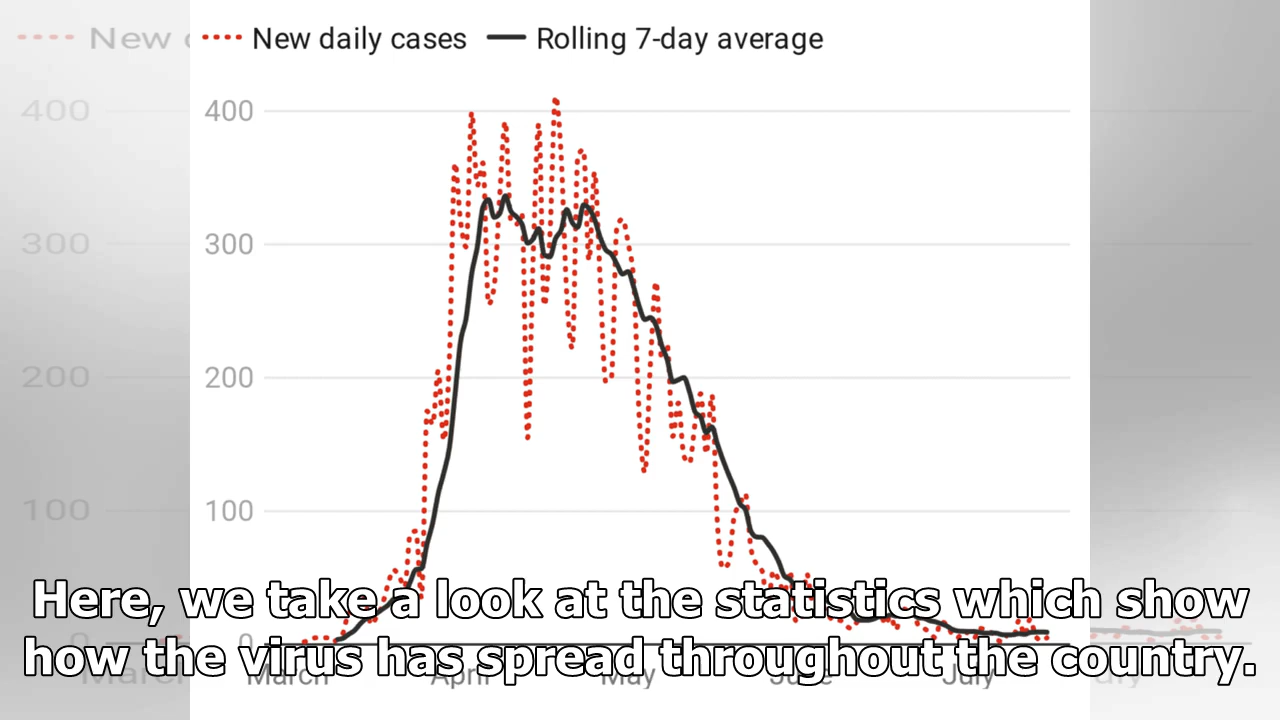 New daily cases Rolling 7-day average
400
300
200
100
0
March April May June July
Here, we take a look at the statistics which show
how the virus has spread throughout the country.